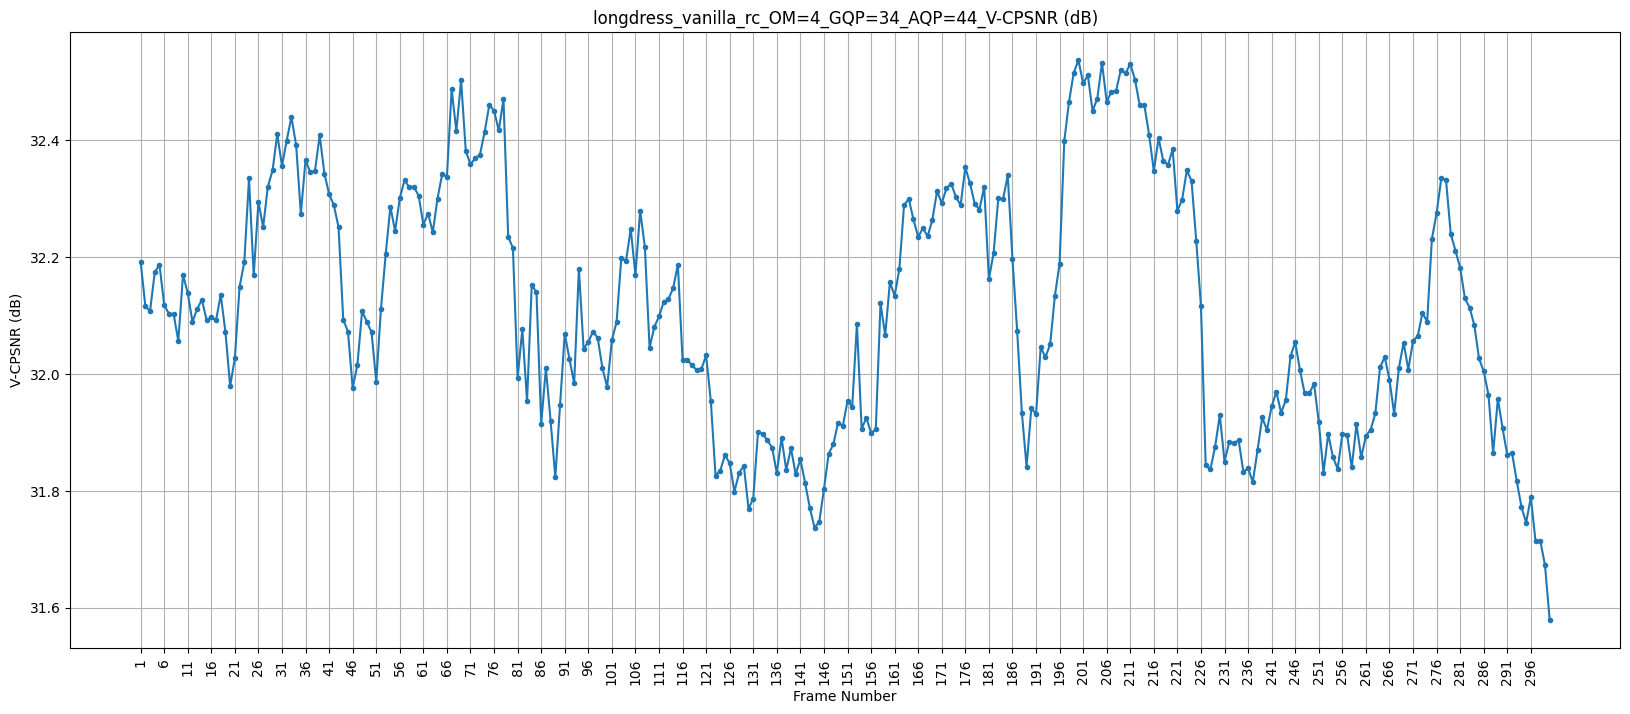 longdress_vanilla_rc_OM=4_GQP=34_AQP=44_V-CPSNR (dB)
V-CPSNR (dB)
32.4
32.2
32.0
31.8
31.6
1 6 11 16 21 26 31 36 41 46 51 56 61 66 71 76 81 86 91 96 101 106 111 116 121 126 131 136 141 146 151 156 161 166 171 176 181 186 191 196 201 206 211 216 221 226 231 236 241 246 251 256 261 266 271 276 281 286 291 296
Frame Number